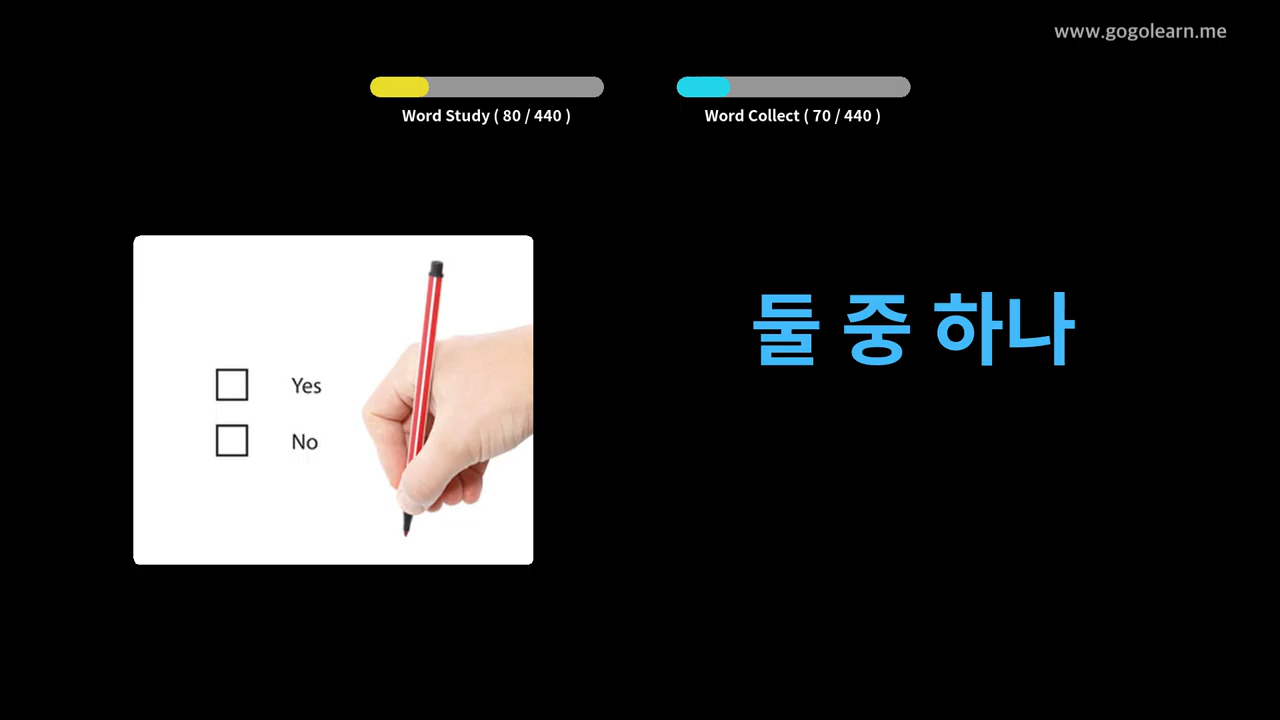 www.gogolearn.me
Word Study ( 80 / 440 )
Word Collect ( 70 / 440 )
둘 중 하나
Yes
No